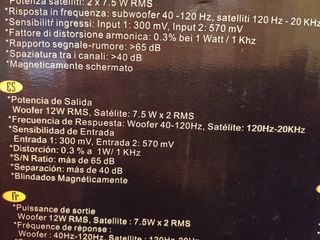 Potenza satelliti: 2 x 7.5 W RMS
*Risposta in frequenza: subwoofer 40 -120 Hz, satelliti 120 Hz - 20 KHz
*Sensibilitfr ingressi: Input 1: 300 mV, Input 2: 570 mV
*Fattore di distorsione armonica: 0.3% bei 1 Watt / 1 Khz
*Rapporto segnale-rumore: >65 dB
*Spaziatura tra i canali: >40 dB
*Magneticamente schermato
es
*Potencia de Salida
Woofer 12W RMS, Satélite: 7.5 W x 2 RMS
*Frecuencia de Respuesta: Woofer 40-120Hz, Satélite: 120Hz-20KHz
*Sensibilidad de Entrada
Entrada 1: 300 mV, Entrada 2: 570 mV
*Distorción: 0.3 % a 1W/ 1 KHz
*S/N Ratio: más de 65 dB
*Separación: más de 40 dB
*Blindados Magnéticamente
fr
*Puissance de sortie
Woofer 12W RMS, Satellite : 7.5W x 2 RMS
*Fréquence de réponse :
Woofer : 40Hz-120Hz, Satellite : 120Hz-20KHz